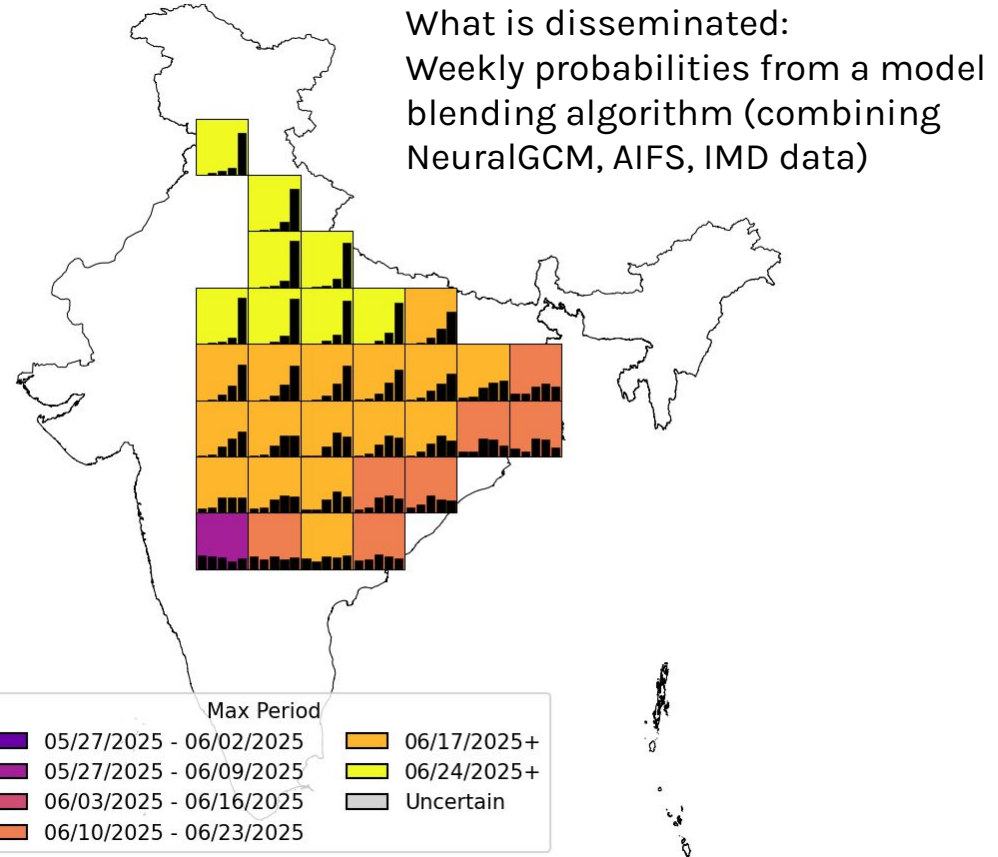 What is disseminated:
Weekly probabilities from a model
blending algorithm (combining
NeuralGCM, AIFS, IMD data)
Max Period
05/27/2025 - 06/02/2025
05/27/2025 - 06/09/2025
06/03/2025 - 06/16/2025
06/10/2025 - 06/23/2025
06/17/2025+
06/24/2025+
Uncertain